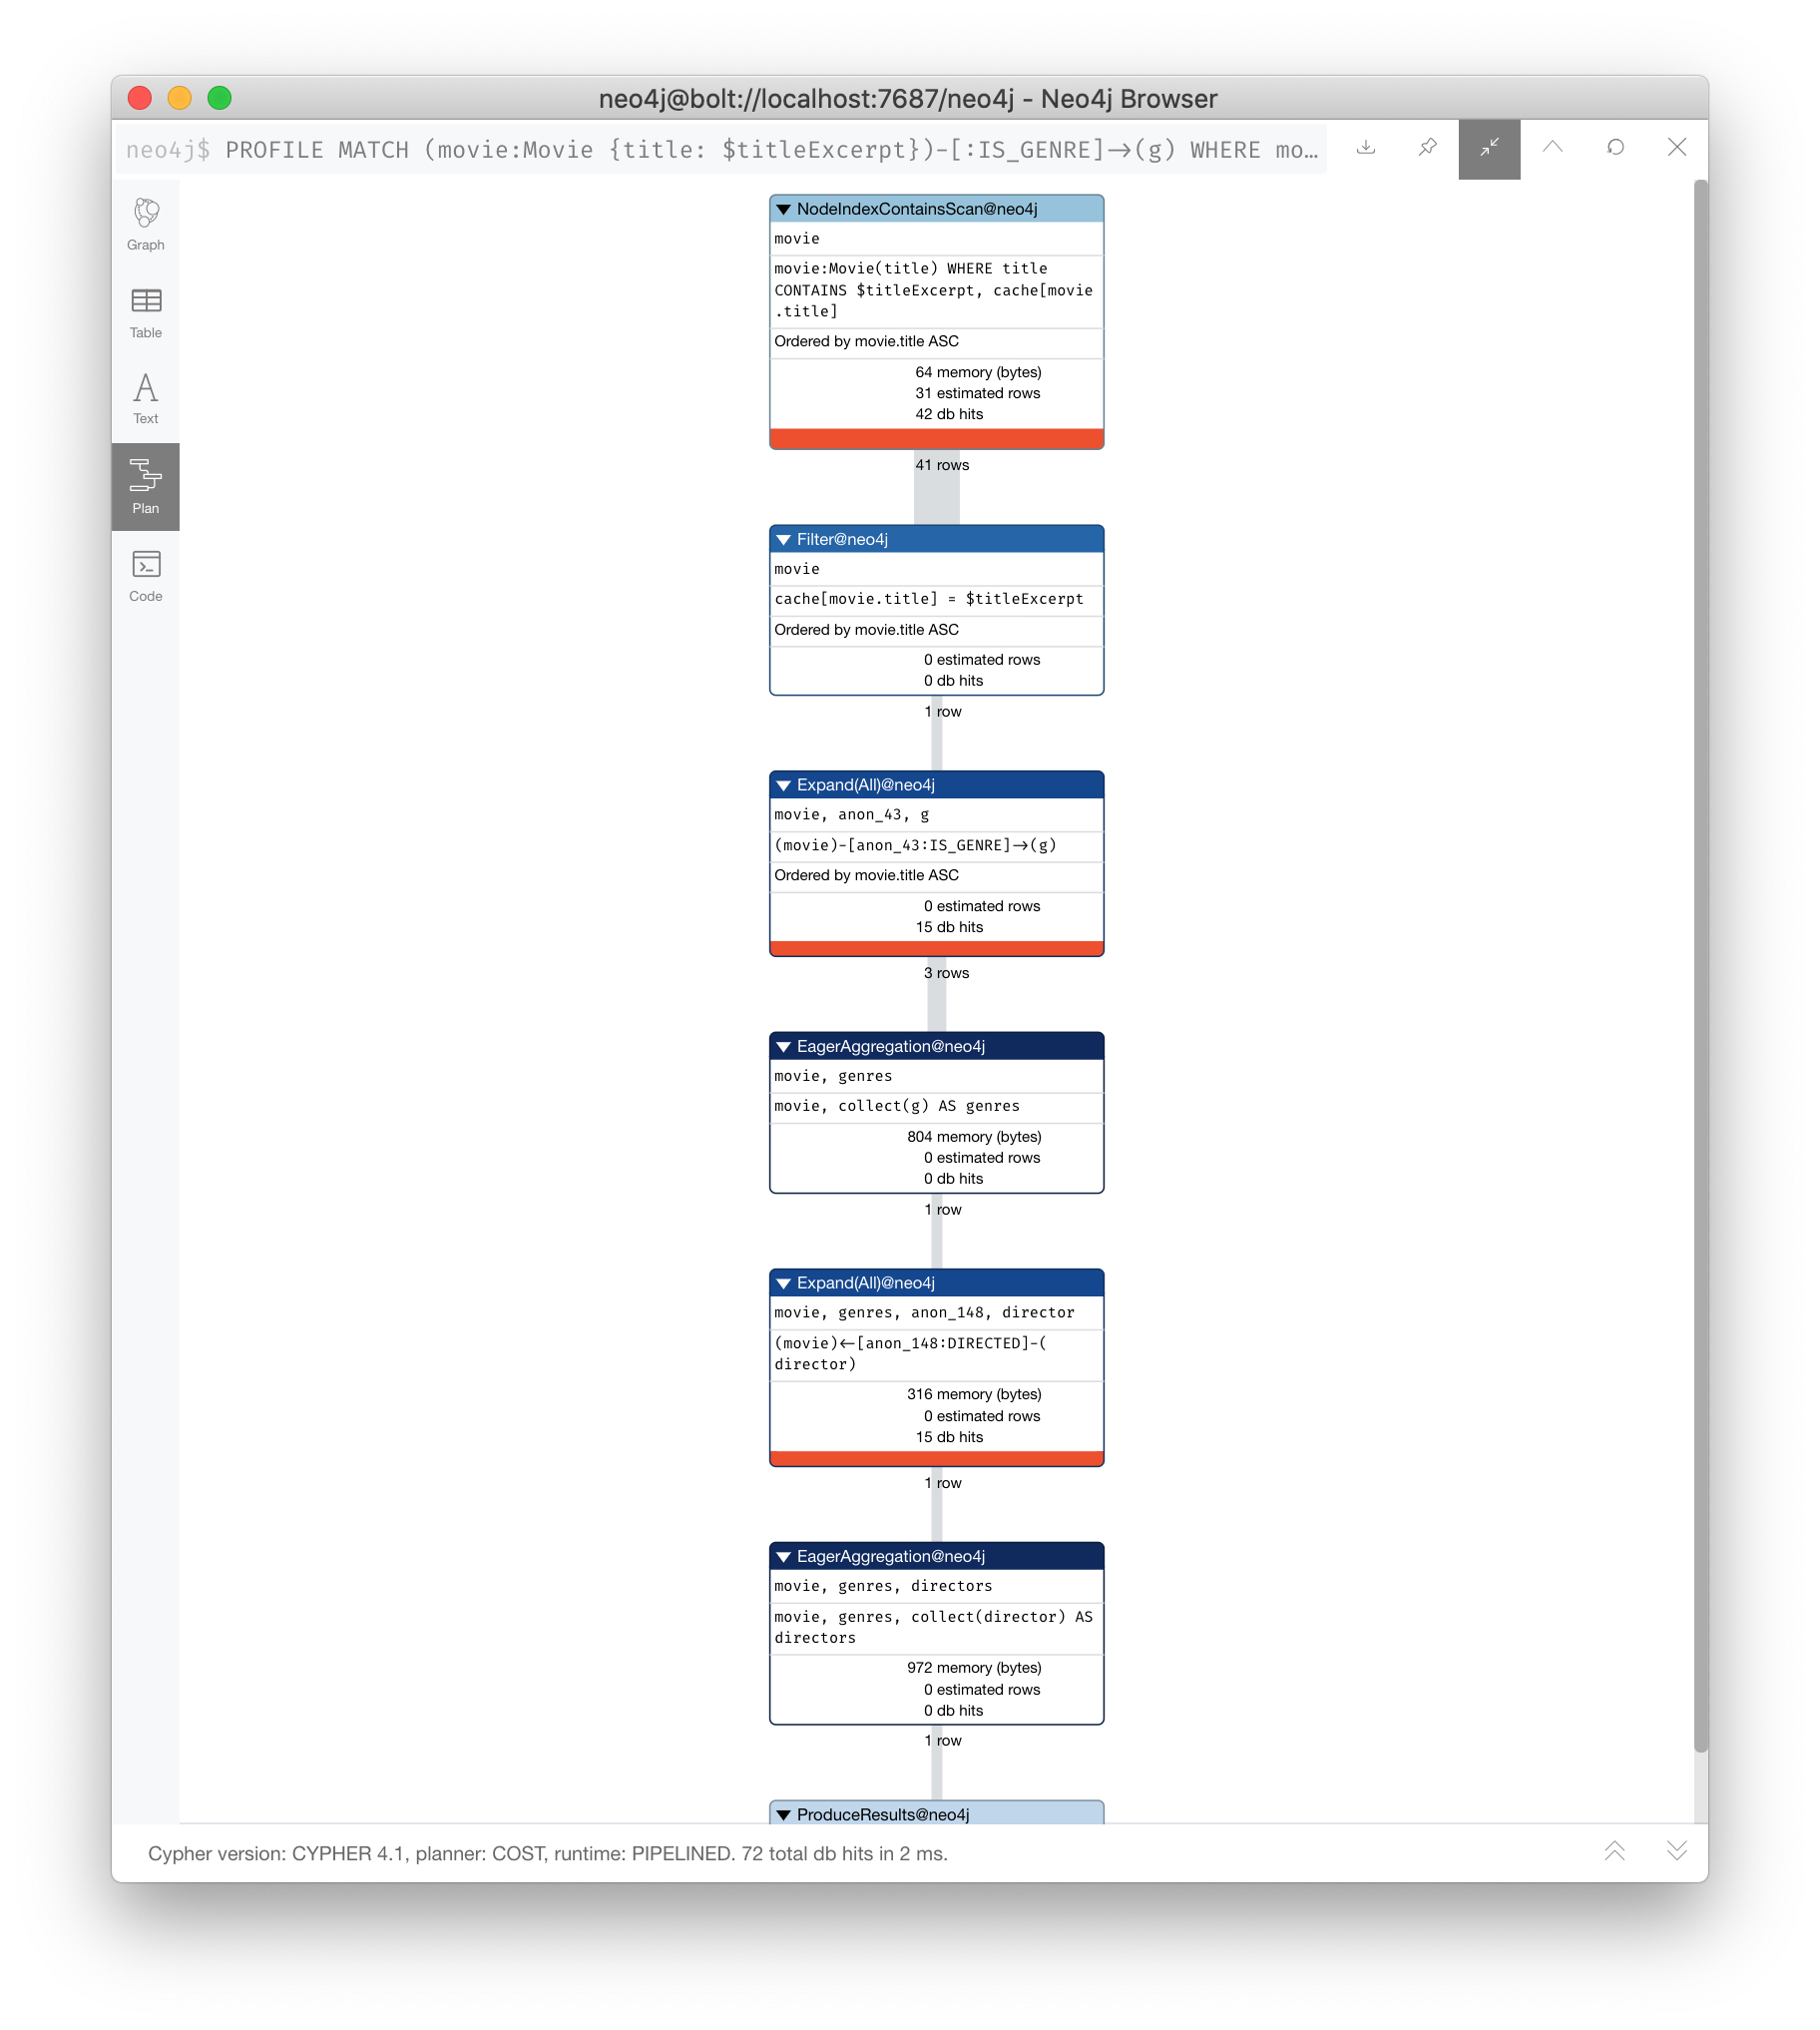 neo4j@bolt://localhost:7687/neo4j - Neo4j Browser
neo4j$ PROFILE MATCH (movie:Movie {title: $titleExcerpt})-[:IS_GENRE]→(g) WHERE mo…
Graph
Table
Text
Plan
Code
NodeIndexContainsScan@neo4j
movie
movie:Movie(title) WHERE title
CONTAINS $titleExcerpt, cache[movie
.title]
Ordered by movie.title ASC
64 memory (bytes)
31 estimated rows
42 db hits
41 rows
Filter@neo4j
movie
cache[movie.title] = $titleExcerpt
Ordered by movie.title ASC
0 estimated rows
0 db hits
1 row
Expand(All)@neo4j
movie, anon_43, g
(movie)-[anon_43:IS_GENRE]→(g)
Ordered by movie.title ASC
0 estimated rows
15 db hits
3 rows
EagerAggregation@neo4j
movie, genres
movie, collect(g) AS genres
804 memory (bytes)
0 estimated rows
0 db hits
1 row
Expand(All)@neo4j
movie, genres, anon_148, director
(movie)←[anon_148:DIRECTED]-(
director)
316 memory (bytes)
0 estimated rows
15 db hits
1 row
EagerAggregation@neo4j
movie, genres, directors
movie, genres, collect(director) AS
directors
972 memory (bytes)
0 estimated rows
0 db hits
1 row
ProduceResults@neo4j
Cypher version: CYPHER 4.1, planner: COST, runtime: PIPELINED. 72 total db hits in 2 ms.